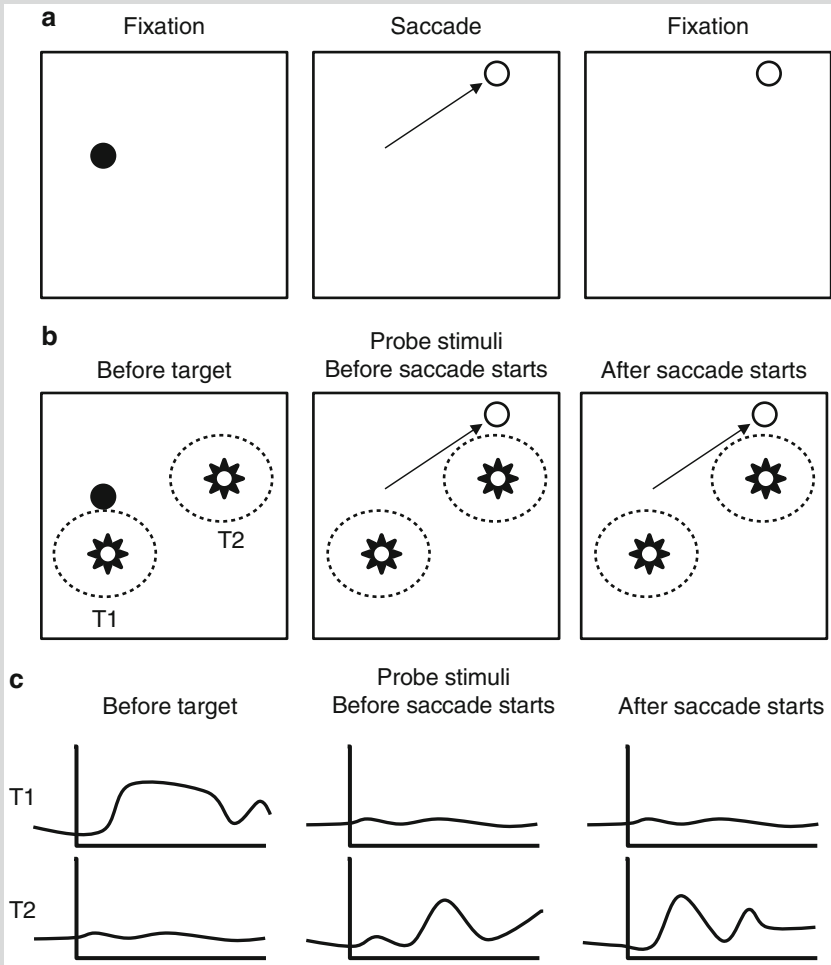 a
Fixation
Saccade
Fixation
b
Before target
Probe stimuli
Before saccade starts
After saccade starts
T1
T2
c
Before target
Probe stimuli
Before saccade starts
After saccade starts
T1
T2